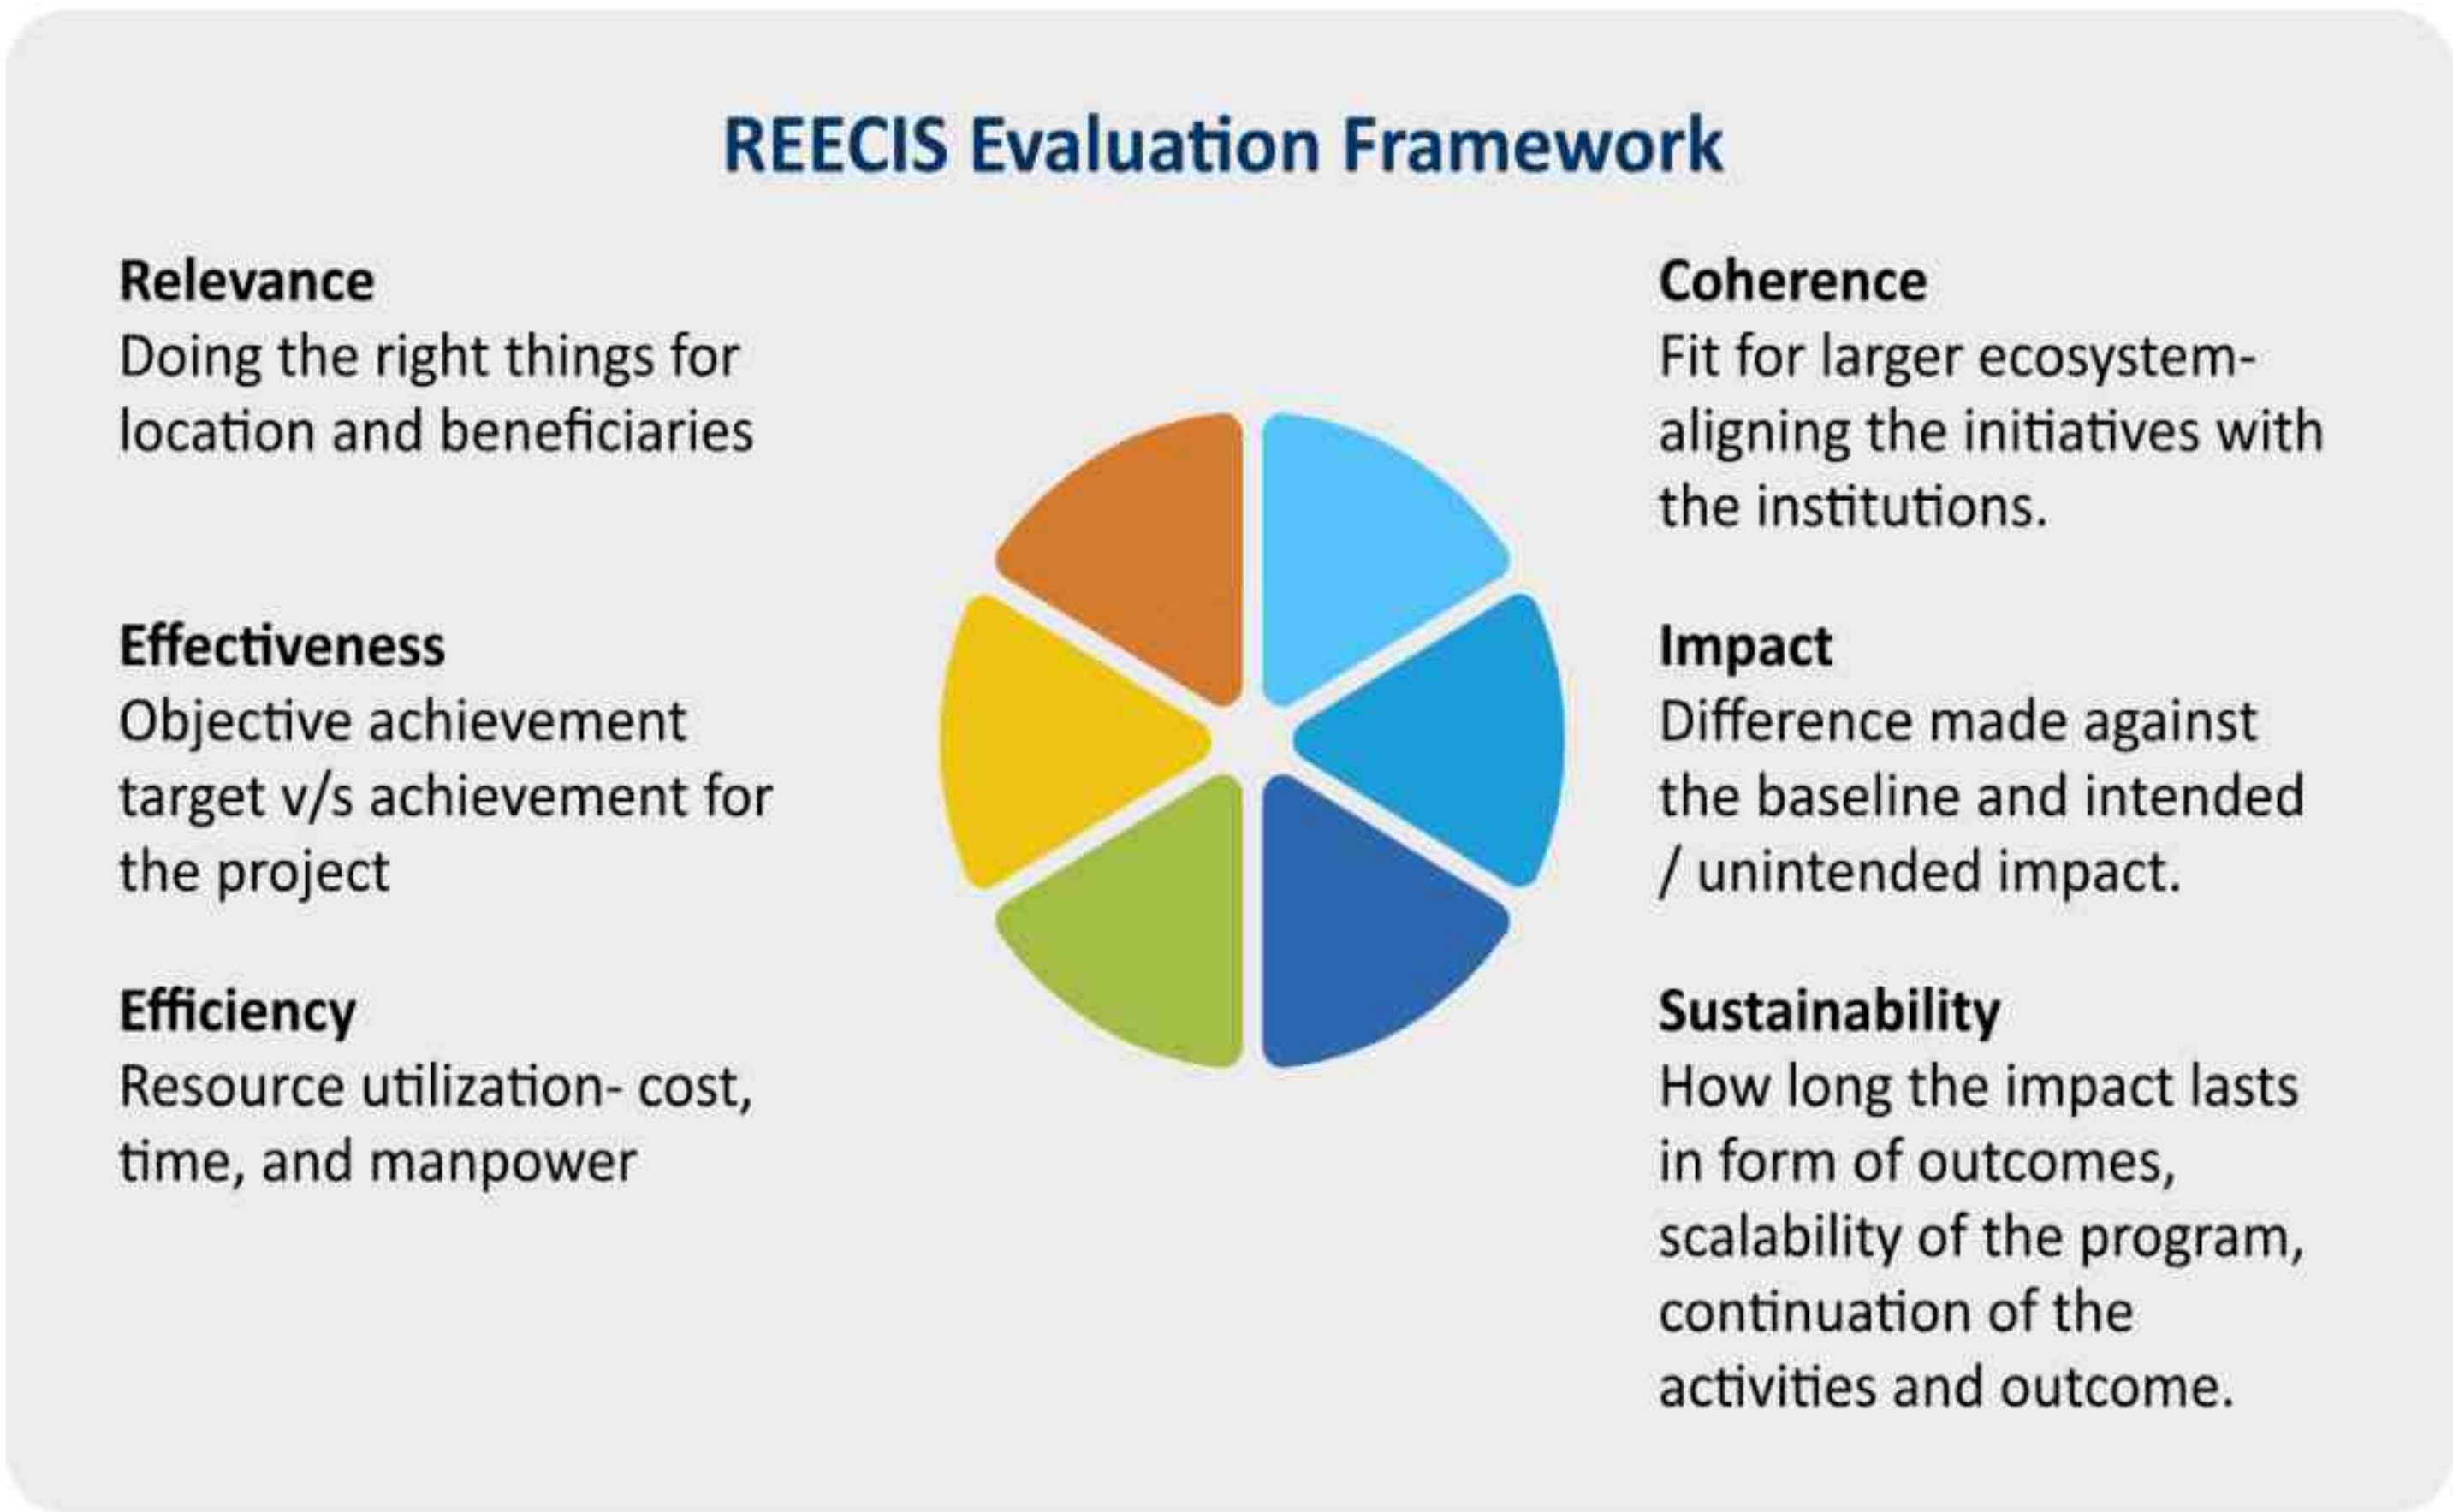 REECIS Evaluation Framework
Relevance
Doing the right things for
location and beneficiaries
Effectiveness
Objective achievement
target v/s achievement for
the project
Efficiency
Resource utilization- cost,
time, and manpower
Coherence
Fit for larger ecosystem-
aligning the initiatives with
the institutions.
Impact
Difference made against
the baseline and intended
/ unintended impact.
Sustainability
How long the impact lasts
in form of outcomes,
scalability of the program,
continuation of the
activities and outcome.